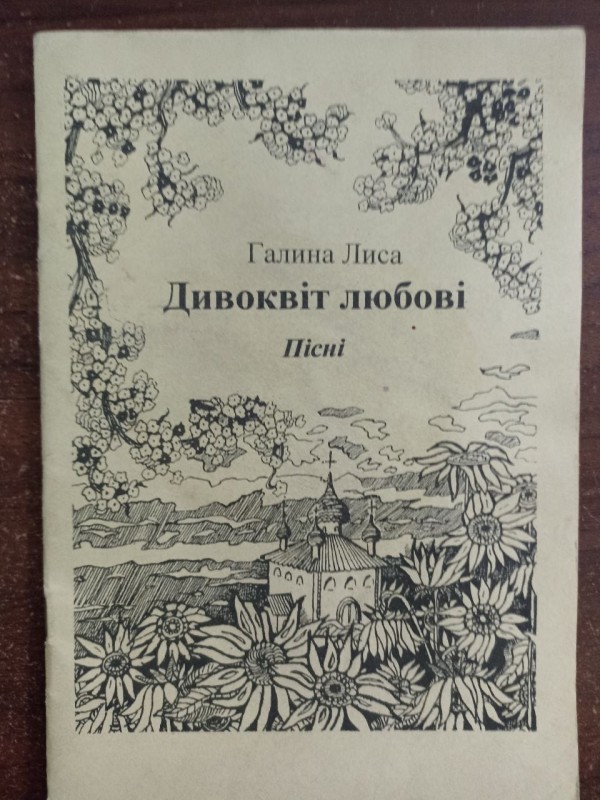 Галина Лиса
Дивоквіт любові
Пісні